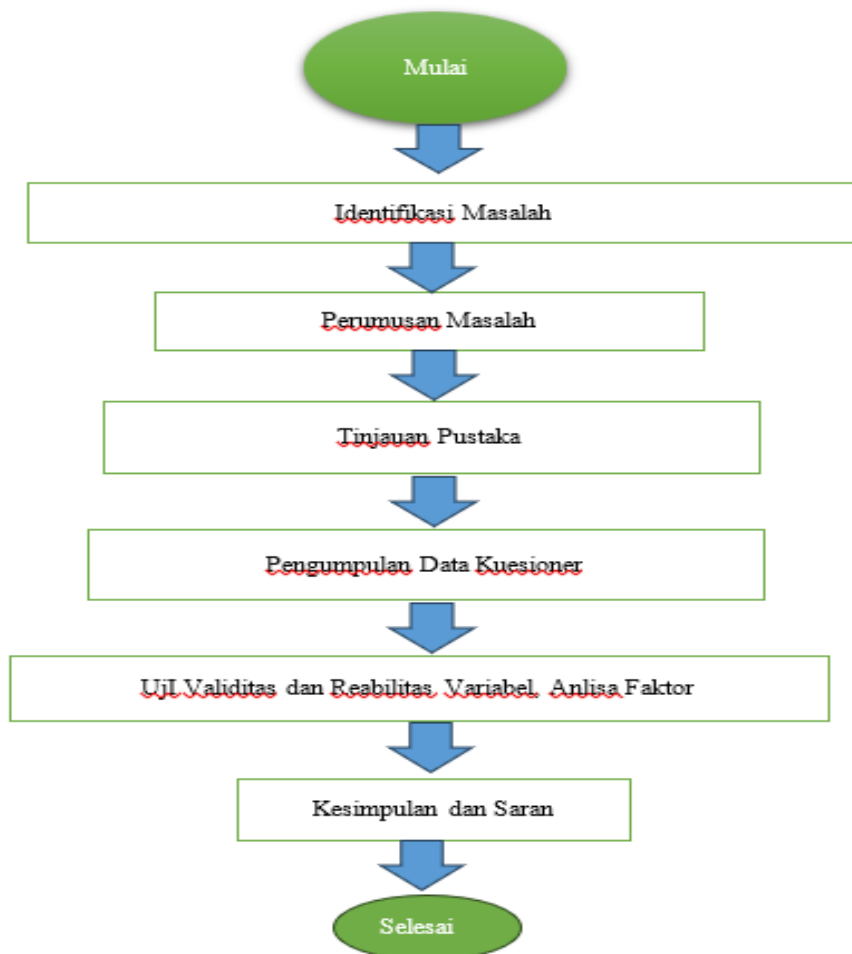 Mulai
Identifikasi Masalah
Perumusan Masalah
Tinjauan Pustaka
Pengumpulan Data Kuesioner
UjI.Validitas dan Reabilitas Variabel, Anlisa Faktor
Kesimpulan dan Saran
Selesai